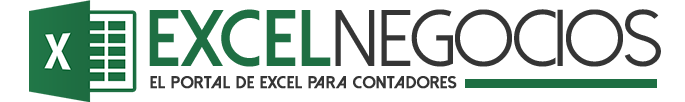 X EXCELNEGOCIOS
EL PORTAL DE EXCEL PARA CONTADORES